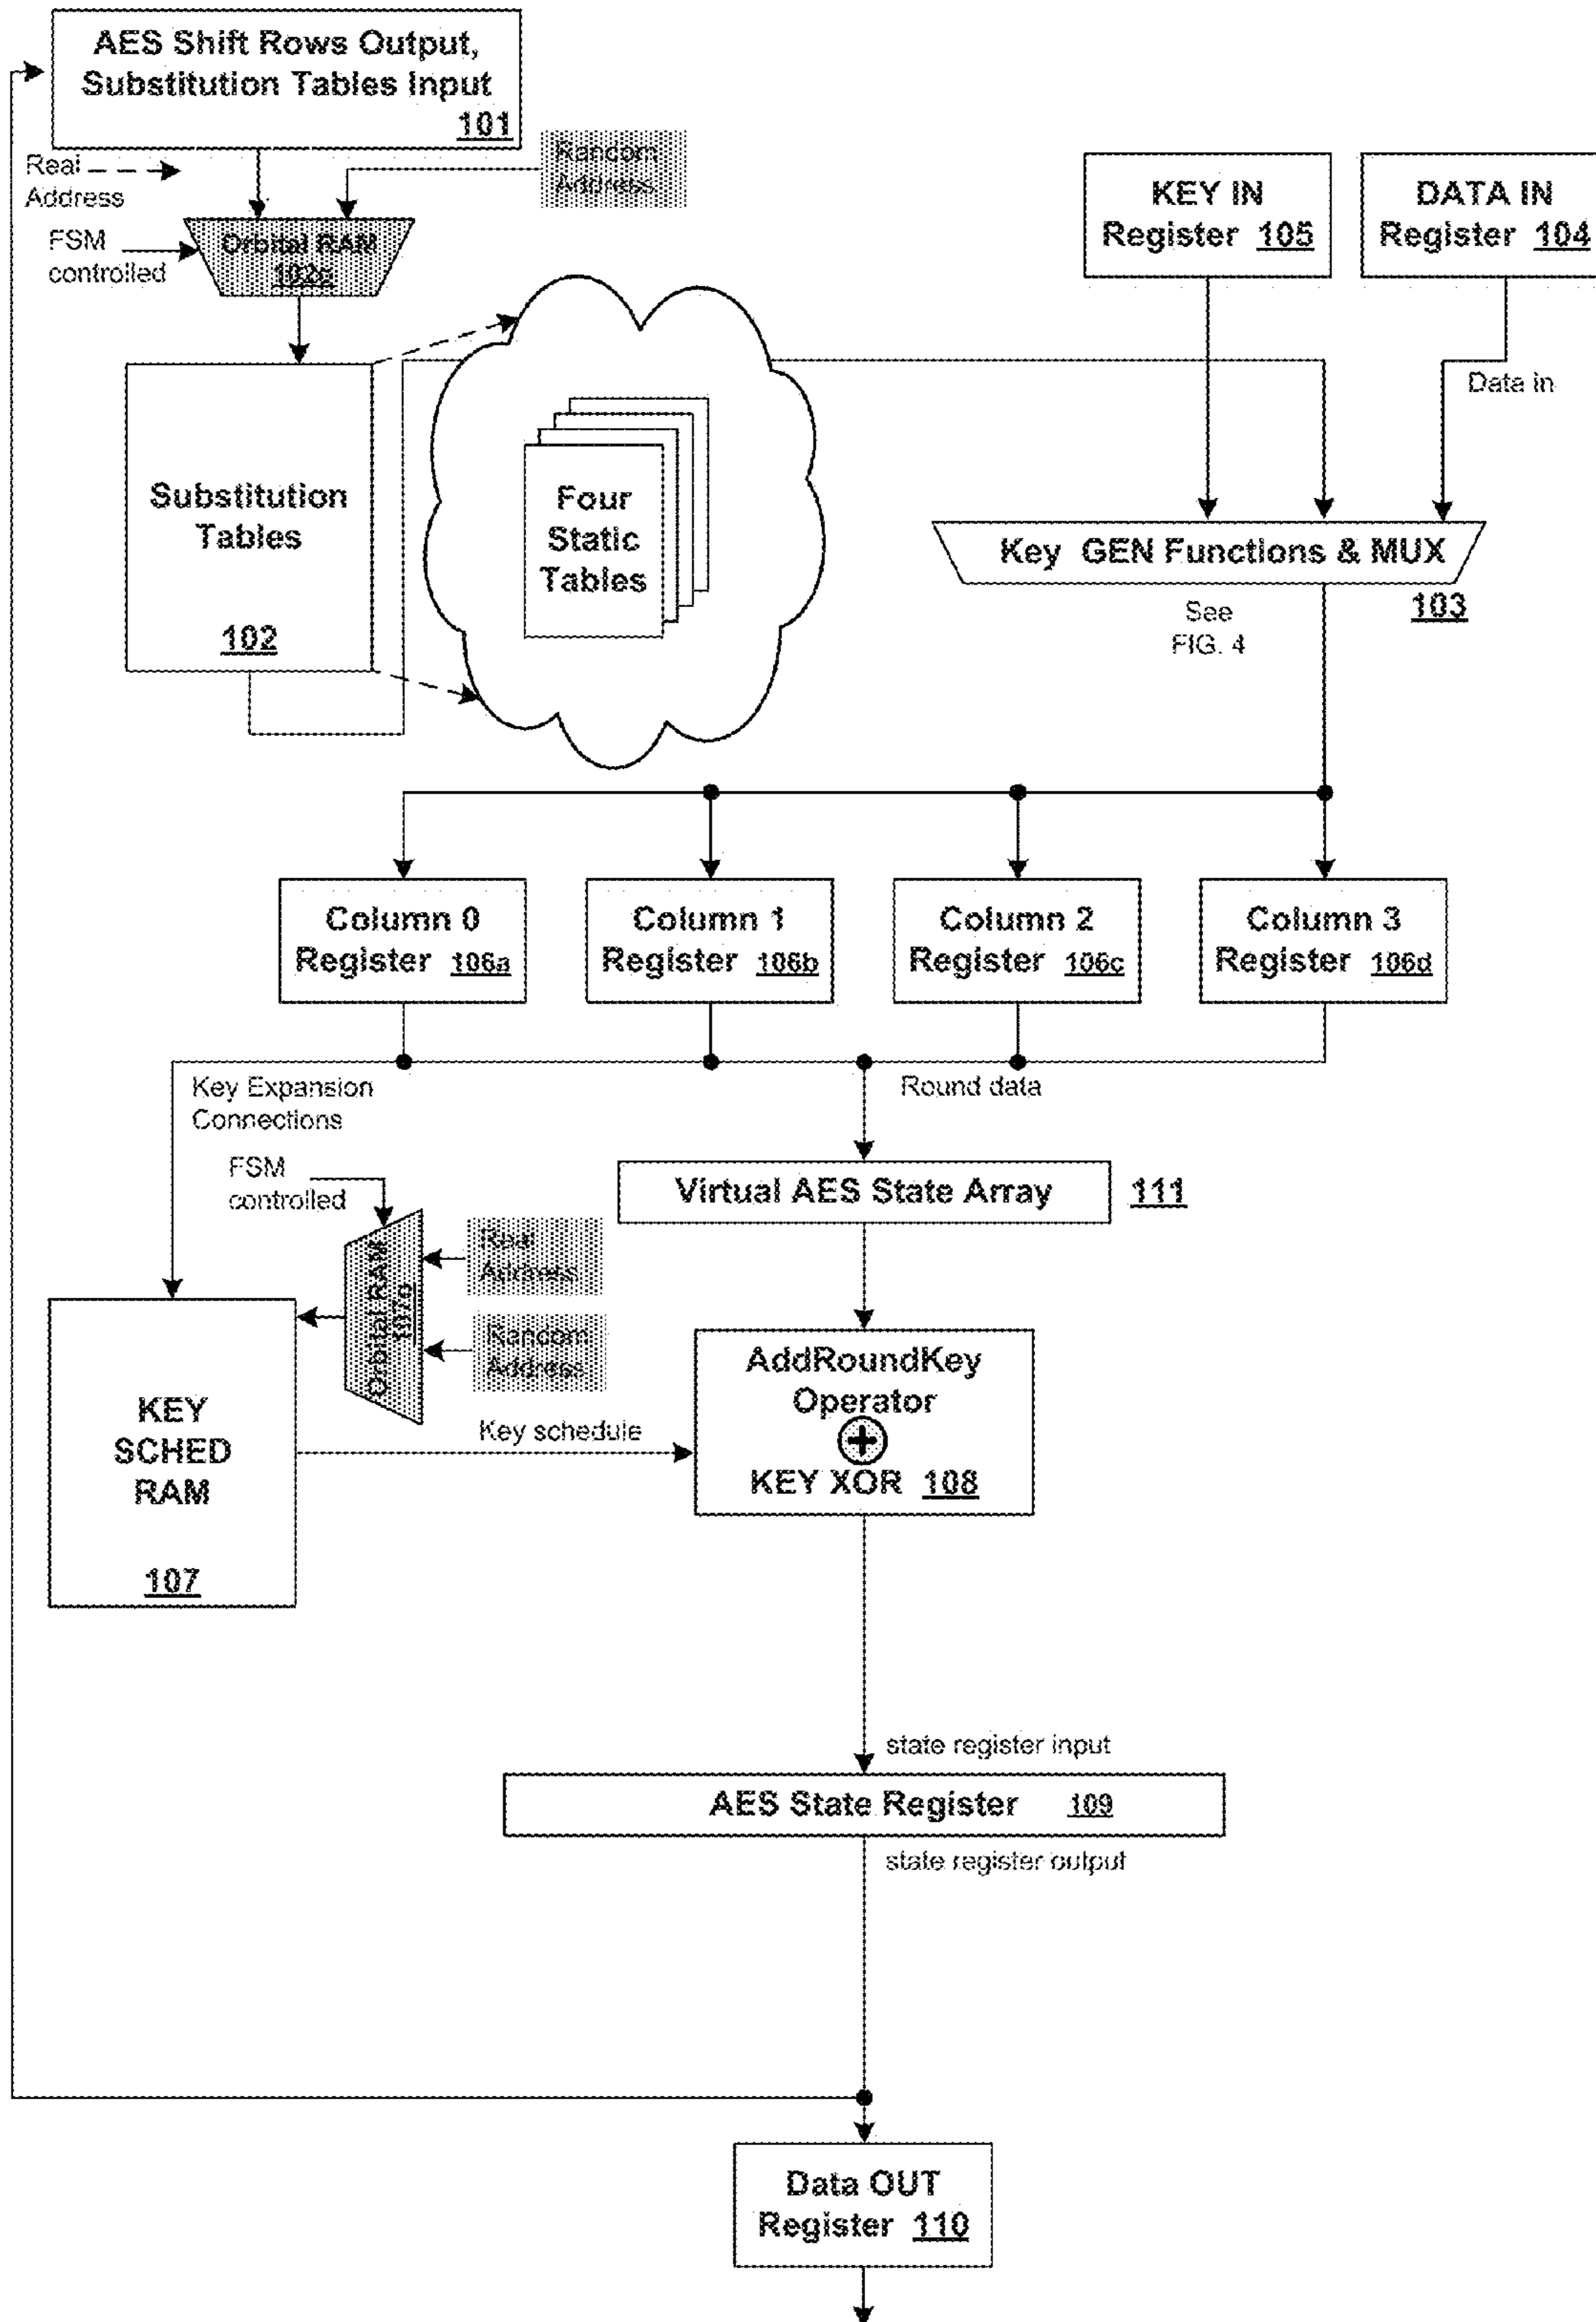 AES Shift Rows Output,
Substitution Tables Input
101
Real
Address
Random
Address
FSM
controlled
Orbital RAM
102o
KEY IN
Register 105
DATA IN
Register 104
Data in
Substitution
Tables
102
Four
Static
Tables
Key GEN Functions & MUX
103
See
FIG. 4
Column 0
Register 106a
Column 1
Register 106b
Column 2
Register 106c
Column 3
Register 106d
Key Expansion
Connections
Round data
FSM
controlled
Virtual AES State Array 111
Orbital RAM
107o
Real
Address
Random
Address
KEY
SCHED
RAM
107
Key schedule
AddRoundKey
Operator
KEY XOR 108
state register input
AES State Register 109
state register output
Data OUT
Register 110